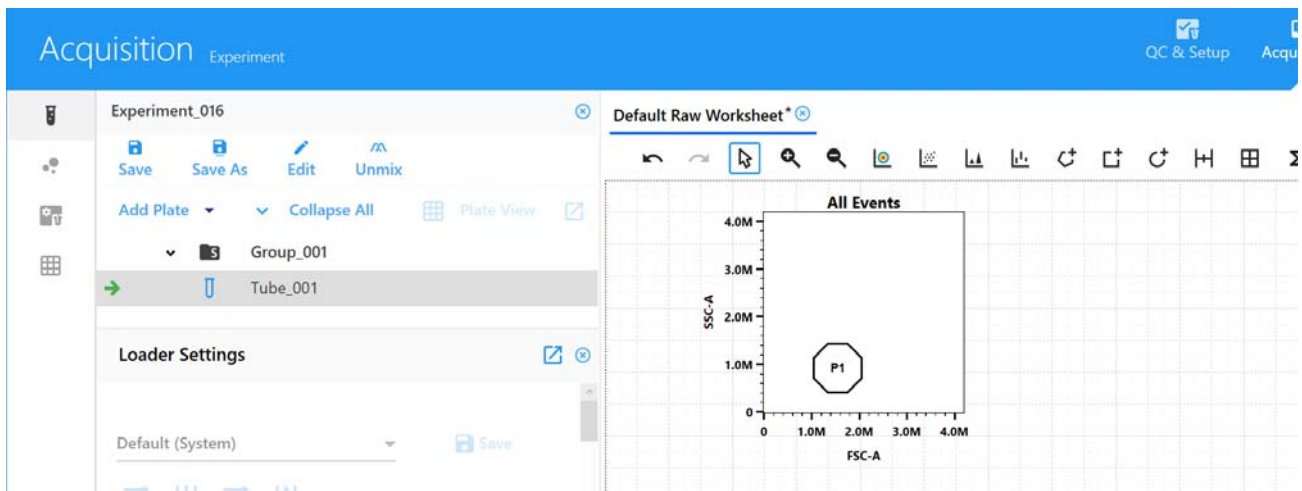 Acquisition Experiment
QC & Setup
Acqu
Experiment_016
Save
Save As
Edit
Unmix
Add Plate
Collapse All
Plate View
S
Group_001
Tube_001
Loader Settings
Default (System)
Save
Default Raw Worksheet*
All Events
4.0M
3.0M
2.0M
1.0M
0
SSC-A
P1
0 1.0M 2.0M 3.0M 4.0M
FSC-A